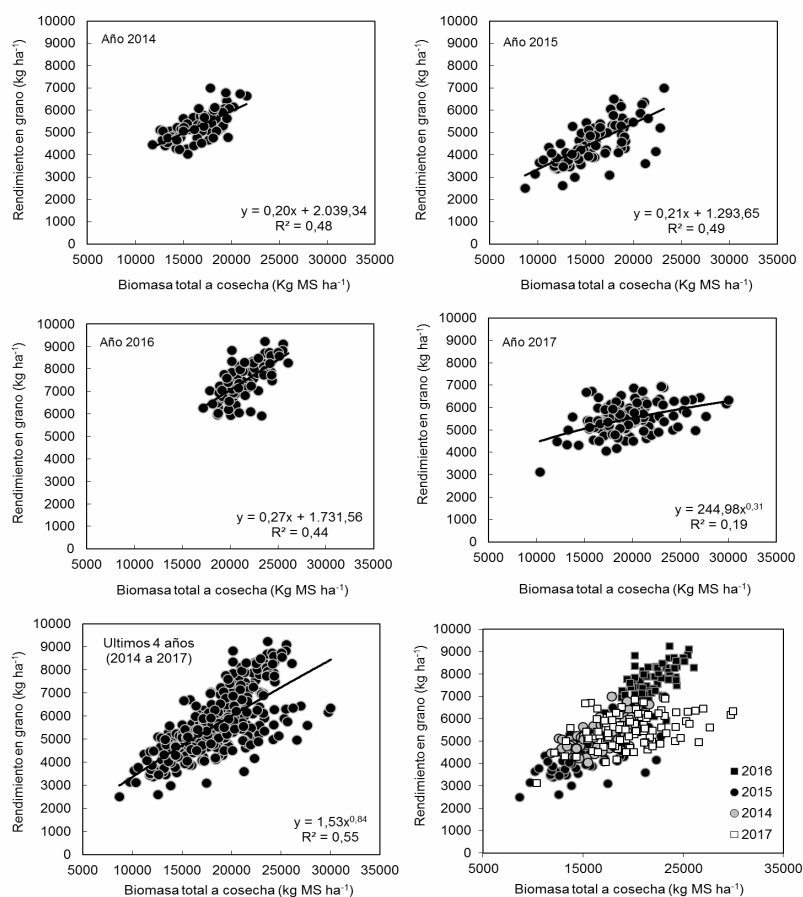 10000
9000
8000
7000
6000
5000
4000
3000
2000
1000
0
Rendimiento en grano (kg ha⁻¹)
Año 2014
y = 0,20x + 2.039,34
R² = 0,48
5000 10000 15000 20000 25000 30000 35000
Biomasa total a cosecha (Kg MS ha⁻¹)
10000
9000
8000
7000
6000
5000
4000
3000
2000
1000
0
Rendimiento en grano (kg ha⁻¹)
Año 2015
y = 0,21x + 1.293,65
R² = 0,49
5000 10000 15000 20000 25000 30000 35000
Biomasa total a cosecha (Kg MS ha⁻¹)
10000
9000
8000
7000
6000
5000
4000
3000
2000
1000
0
Rendimiento en grano (kg ha⁻¹)
Año 2016
y = 0,27x + 1.731,56
R² = 0,44
5000 10000 15000 20000 25000 30000 35000
Biomasa total a cosecha (Kg MS ha⁻¹)
10000
9000
8000
7000
6000
5000
4000
3000
2000
1000
0
Rendimiento en grano (kg ha⁻¹)
Año 2017
y = 244,98x⁰,³¹
R² = 0,19
5000 10000 15000 20000 25000 30000 35000
Biomasa total a cosecha (Kg MS ha⁻¹)
10000
9000
8000
7000
6000
5000
4000
3000
2000
1000
0
Rendimiento en grano (kg ha⁻¹)
Ultimos 4 años
(2014 a 2017)
y = 1,53x⁰,⁸⁴
R² = 0,55
5000 10000 15000 20000 25000 30000 35000
Biomasa total a cosecha (kg MS ha⁻¹)
10000
9000
8000
7000
6000
5000
4000
3000
2000
1000
0
Rendimiento en grano (kg ha⁻¹)
2016
2015
2014
2017
5000 15000 25000 35000
Biomasa total a cosecha (kg MS ha⁻¹)